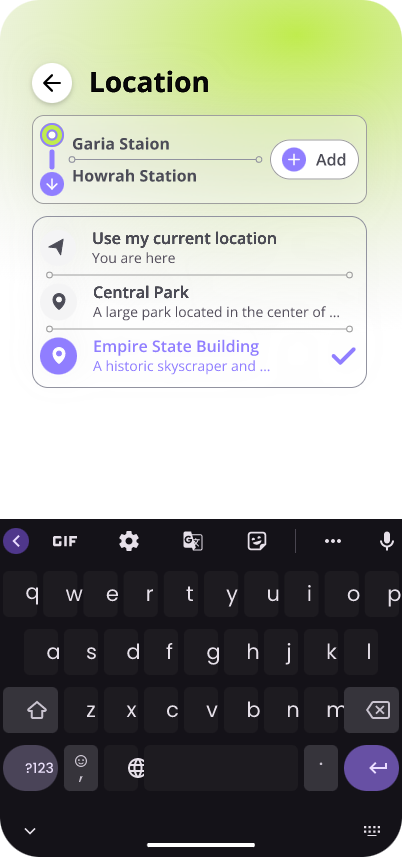 Location
Garia Staion
Howrah Station
Add
Use my current location
You are here
Central Park
A large park located in the center of ...
Empire State Building
A historic skyscraper and ...
GIF
G
q w e r t y u i o p
a s d f g h j k l
z x c v b n m
?123 , .